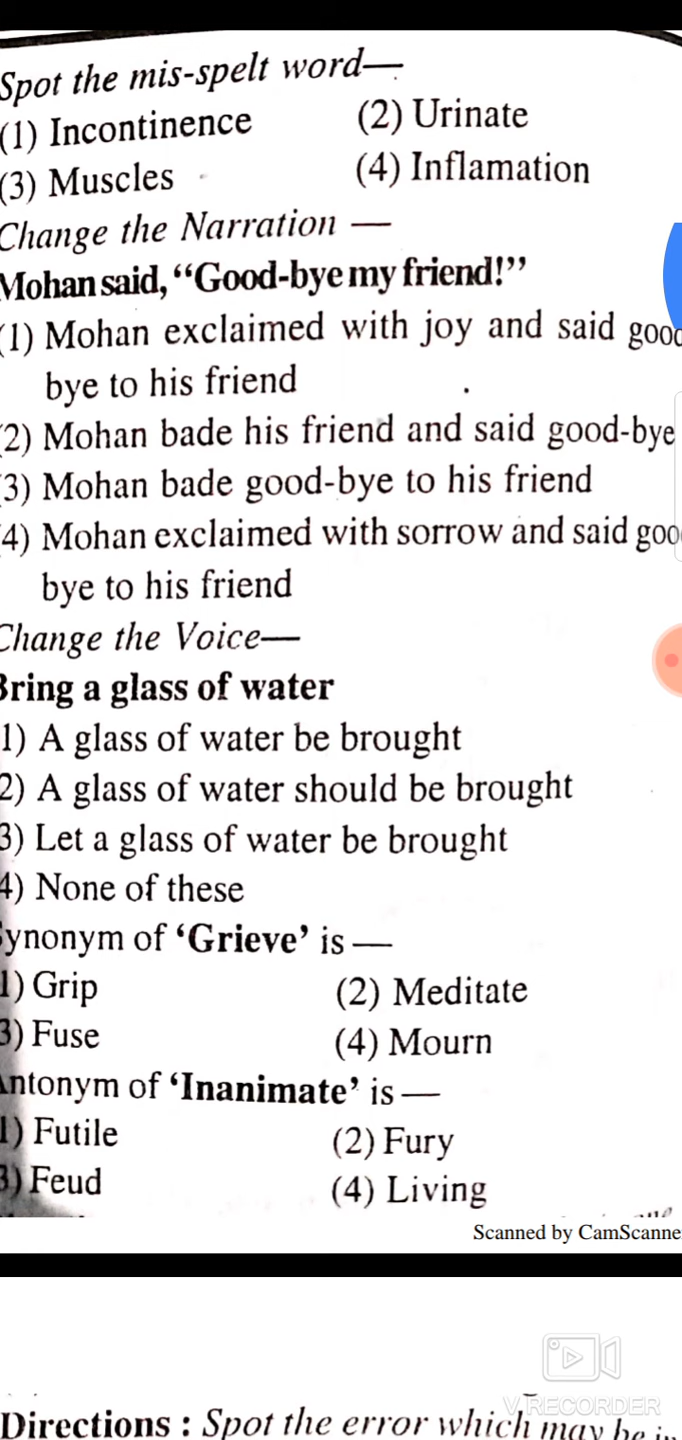 Spot the mis-spelt word—
(1) Incontinence (2) Urinate
(3) Muscles (4) Inflamation
Change the Narration —
Mohan said, “Good-bye my friend!”
(1) Mohan exclaimed with joy and said good
bye to his friend
(2) Mohan bade his friend and said good-bye
(3) Mohan bade good-bye to his friend
(4) Mohan exclaimed with sorrow and said goo
bye to his friend
Change the Voice—
Bring a glass of water
1) A glass of water be brought
2) A glass of water should be brought
3) Let a glass of water be brought
4) None of these
Synonym of ‘Grieve’ is —
1) Grip (2) Meditate
3) Fuse (4) Mourn
Antonym of ‘Inanimate’ is —
1) Futile (2) Fury
3) Feud (4) Living
Scanned by CamScanne
V RECORDER
Directions : Spot the error which may be